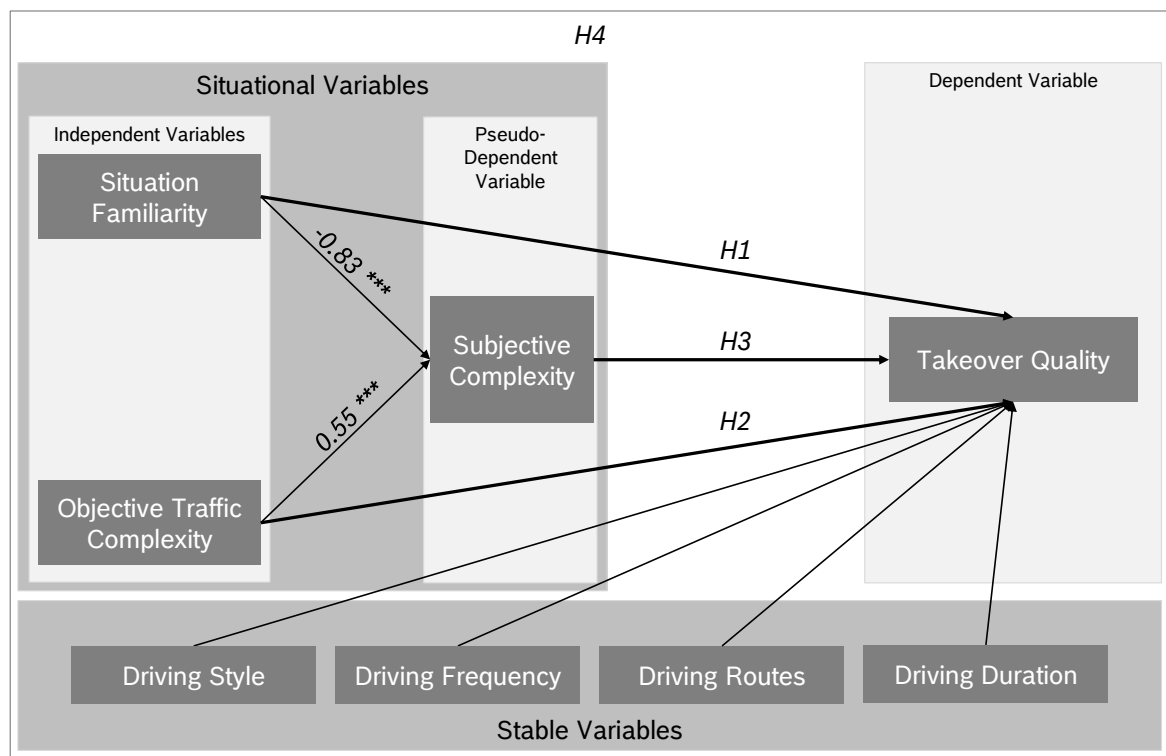 H4
Situational Variables
Dependent Variable
Independent Variables
Pseudo-
Dependent
Variable
Situation
Familiarity
-0.83 ***
H1
Subjective
Complexity
H3
Takeover Quality
0.55 ***
H2
Objective Traffic
Complexity
Driving Style
Driving Frequency
Driving Routes
Driving Duration
Stable Variables